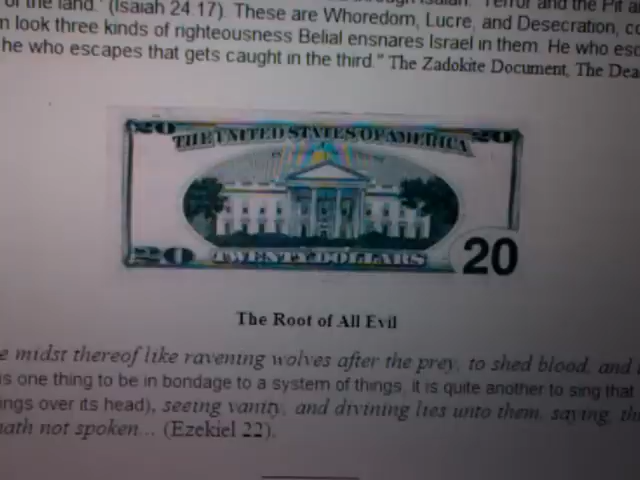 of the land." (Isaiah 24:17). These are Whoredom, Lucre, and Desecration,
n look three kinds of righteousness Belial ensnares Israel in them. He who
he who escapes that gets caught in the third." The Zadokite Document, The
20 20
THE UNITED STATES OF AMERICA
20 TWENTY DOLLARS 20
The Root of All Evil
e midst thereof like ravening wolves after the prey, to shed blood, and
is one thing to be in bondage to a system of things, it is quite another to sing that
ings over its head), seeing vanity, and divining lies unto them, saying,
hath not spoken... (Ezekiel 22).